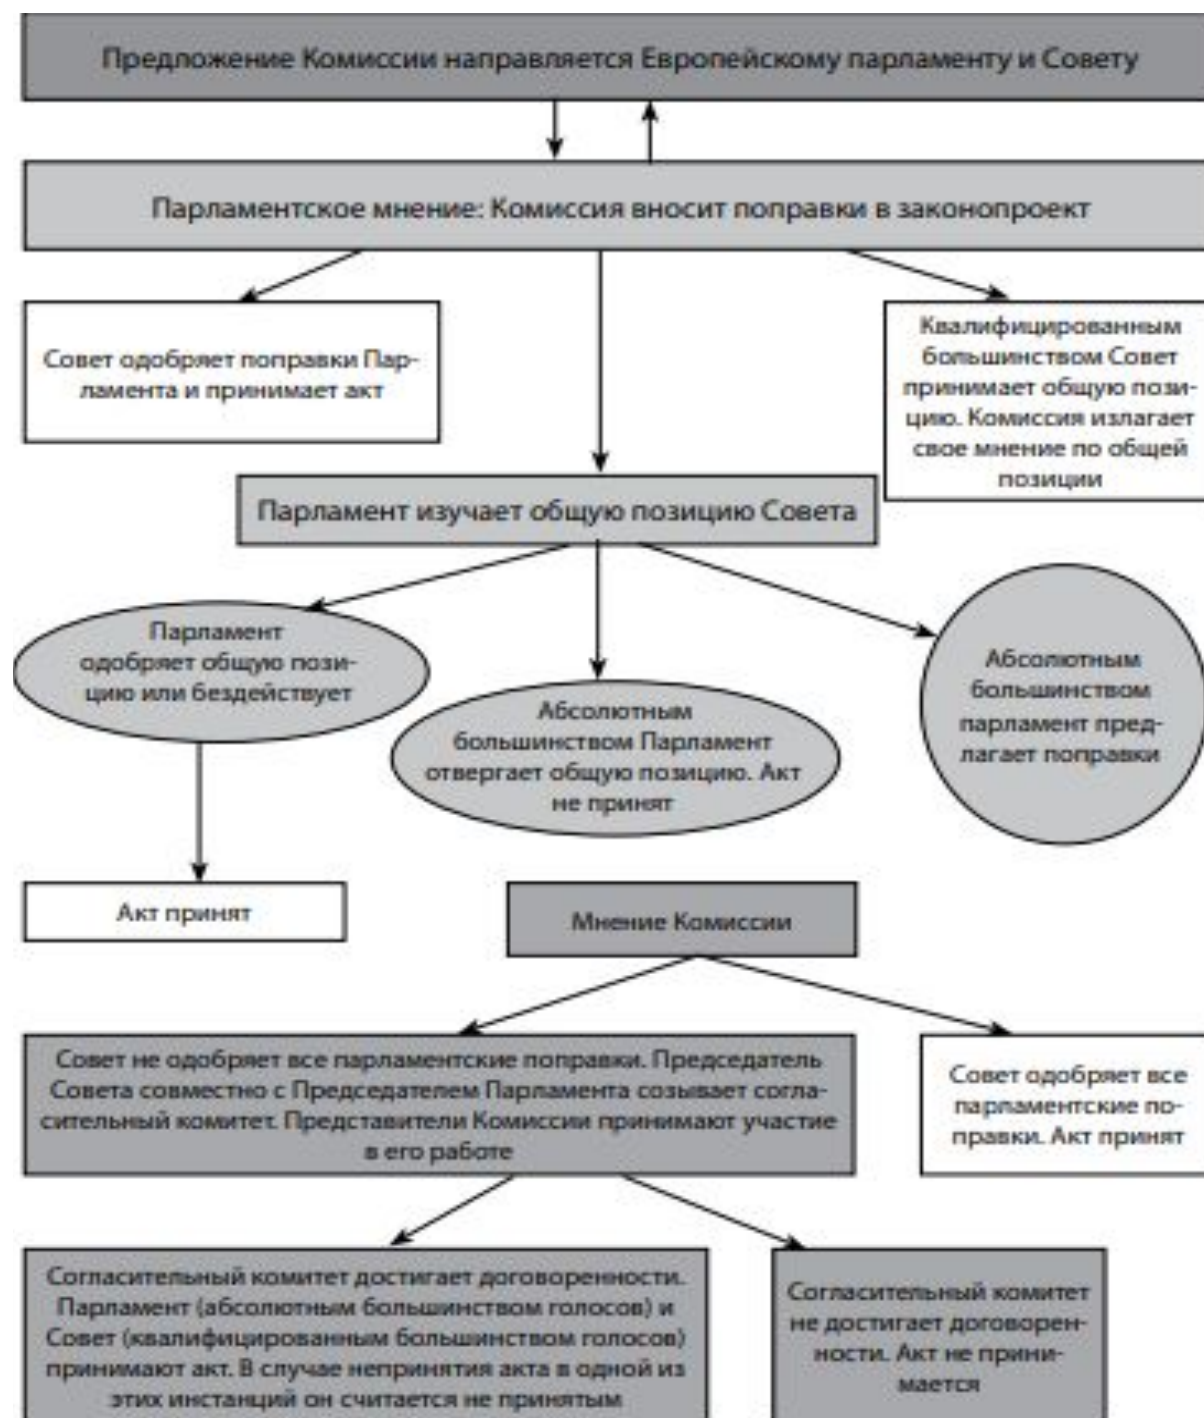 Предложение Комиссии направляется Европейскому парламенту и Совету
Парламентское мнение: Комиссия вносит поправки в законопроект
Совет одобряет поправки Пар-
ламента и принимает акт
Квалифицированным
большинством Совет
принимает общую пози-
цию. Комиссия излагает
свое мнение по общей
позиции
Парламент изучает общую позицию Совета
Парламент
одобряет общую пози-
цию или бездействует
Абсолютным
большинством Парламент
отвергает общую позицию. Акт
не принят
Абсолютным
большинством
парламент пред-
лагает поправки
Акт принят
Мнение Комиссии
Совет не одобряет все парламентские поправки. Председатель
Совета совместно с Председателем Парламента созывает согла-
сительный комитет. Представители Комиссии принимают участие
в его работе
Совет одобряет все
парламентские по-
правки. Акт принят
Согласительный комитет достигает договоренности.
Парламент (абсолютным большинством голосов) и
Совет (квалифицированным большинством голосов)
принимают акт. В случае непринятия акта в одной из
этих инстанций он считается не принятым
Согласительный комитет
не достигает договорен-
ности. Акт не прини-
мается